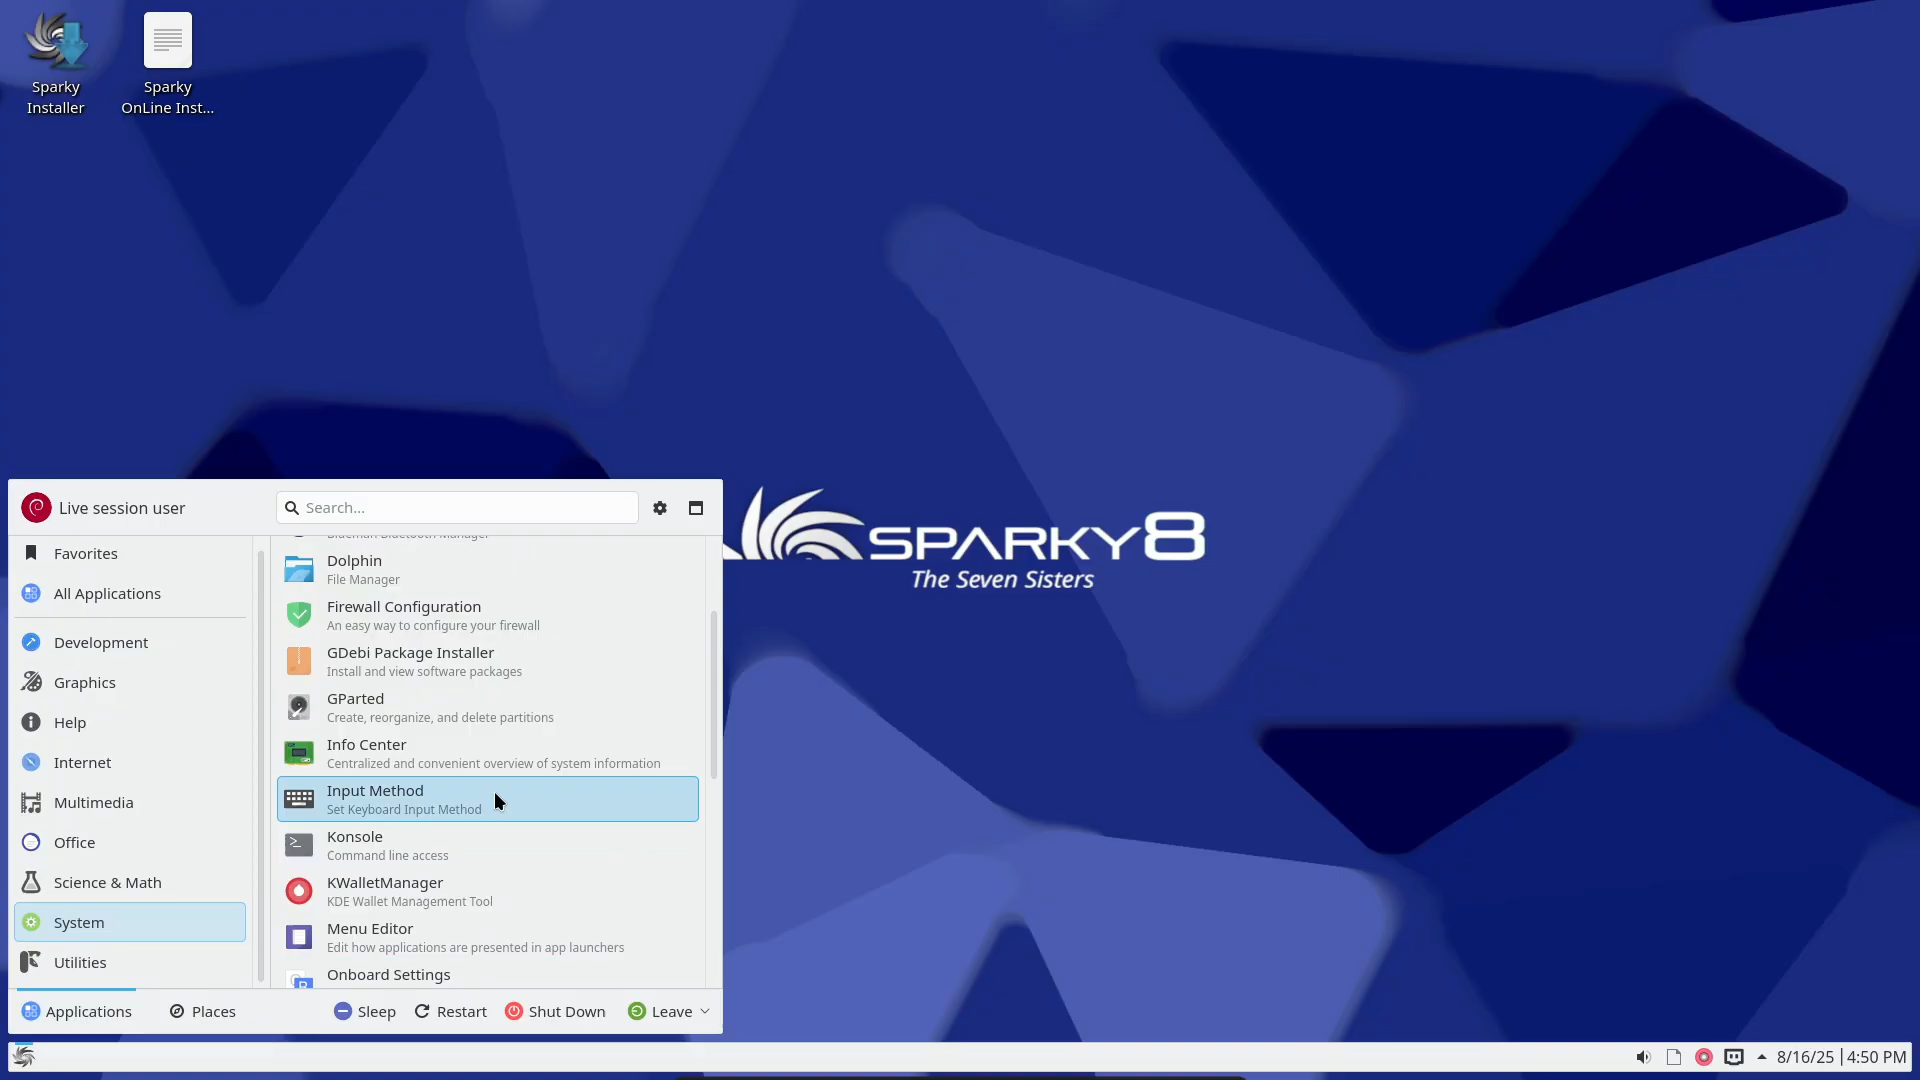 Sparky
Installer
Sparky
OnLine Inst...
SPARKY8
The Seven Sisters
Live session user
Search...
Favorites
All Applications
Development
Graphics
Help
Internet
Multimedia
Office
Science & Math
System
Utilities
Blueman Bluetooth Manager
Dolphin
File Manager
Firewall Configuration
An easy way to configure your firewall
GDebi Package Installer
Install and view software packages
GParted
Create, reorganize, and delete partitions
Info Center
Centralized and convenient overview of system information
Input Method
Set Keyboard Input Method
Konsole
Command line access
KWalletManager
KDE Wallet Management Tool
Menu Editor
Edit how applications are presented in app launchers
Onboard Settings
Applications
Places
Sleep
Restart
Shut Down
Leave
8/16/25
4:50 PM